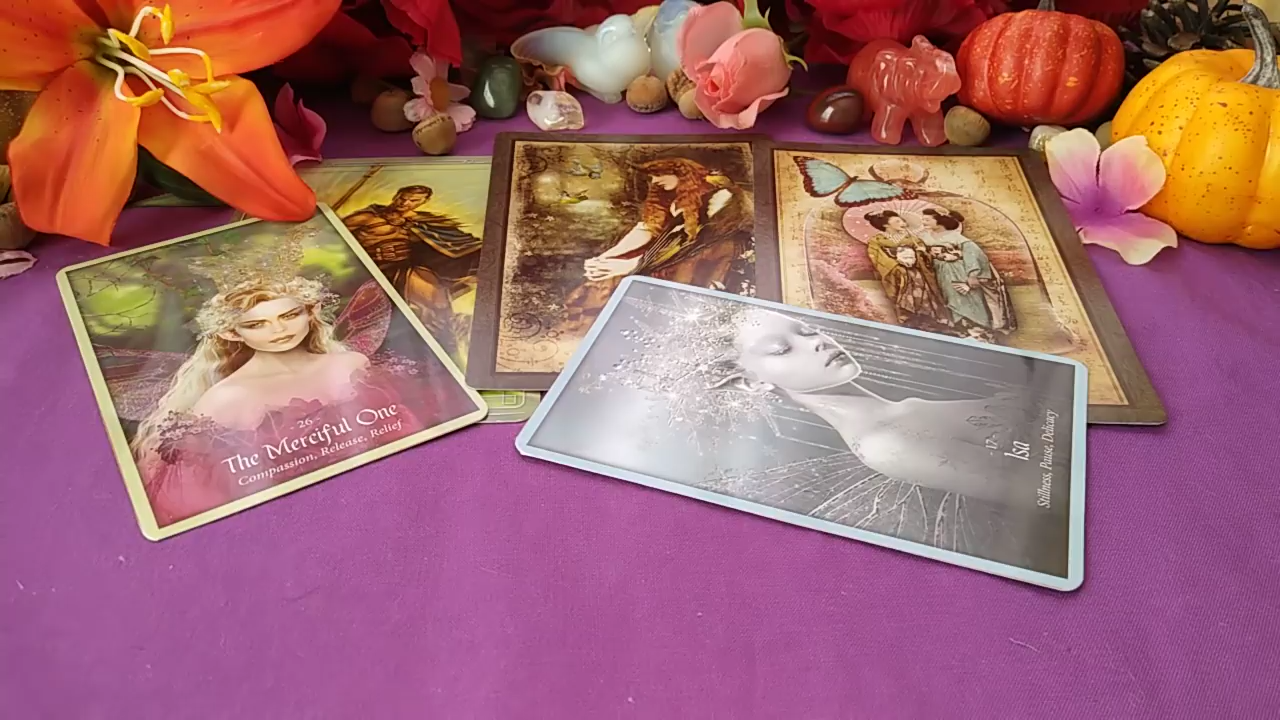 - 26 -
The Merciful One
Compassion, Release, Relief
- 17 -
Isa
Stillness, Pause, Delicacy